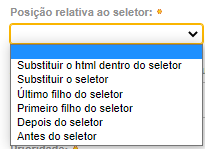 Posição relativa ao seletor: *
Substituir o html dentro do seletor
Substituir o seletor
Último filho do seletor
Primeiro filho do seletor
Depois do seletor
Antes do seletor